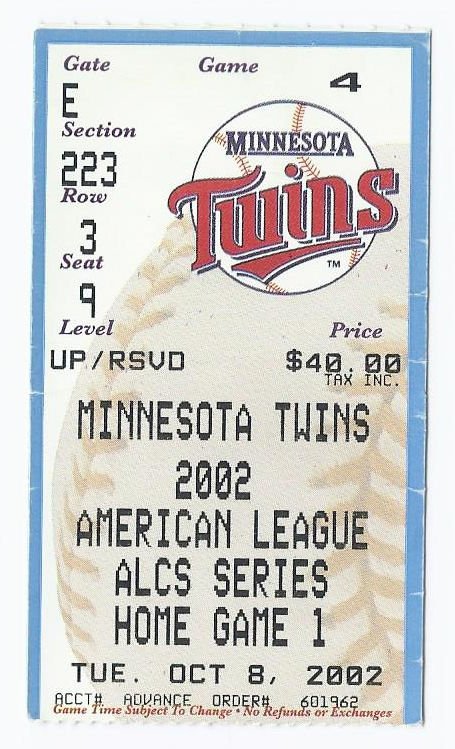 Gate Game
E 4
Section
223
Row
3
Seat
9
Level
UP/RSVD
MINNESOTA
Twins
TM
Price
$40.00
TAX INC.
MINNESOTA TWINS
2002
AMERICAN LEAGUE
ALCS SERIES
HOME GAME 1
TUE. OCT 8, 2002
ACCT# ADVANCE ORDER# 601962
Game Time Subject To Change • No Refunds or Exchanges